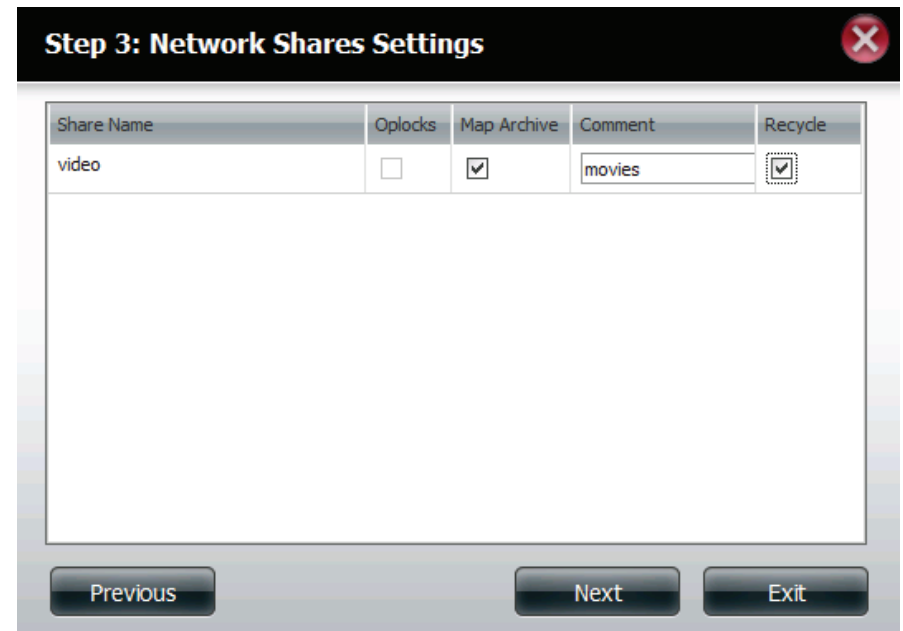 Step 3: Network Shares Settings
Share Name Oplocks Map Archive Comment Recycle
video movies
Previous Next Exit